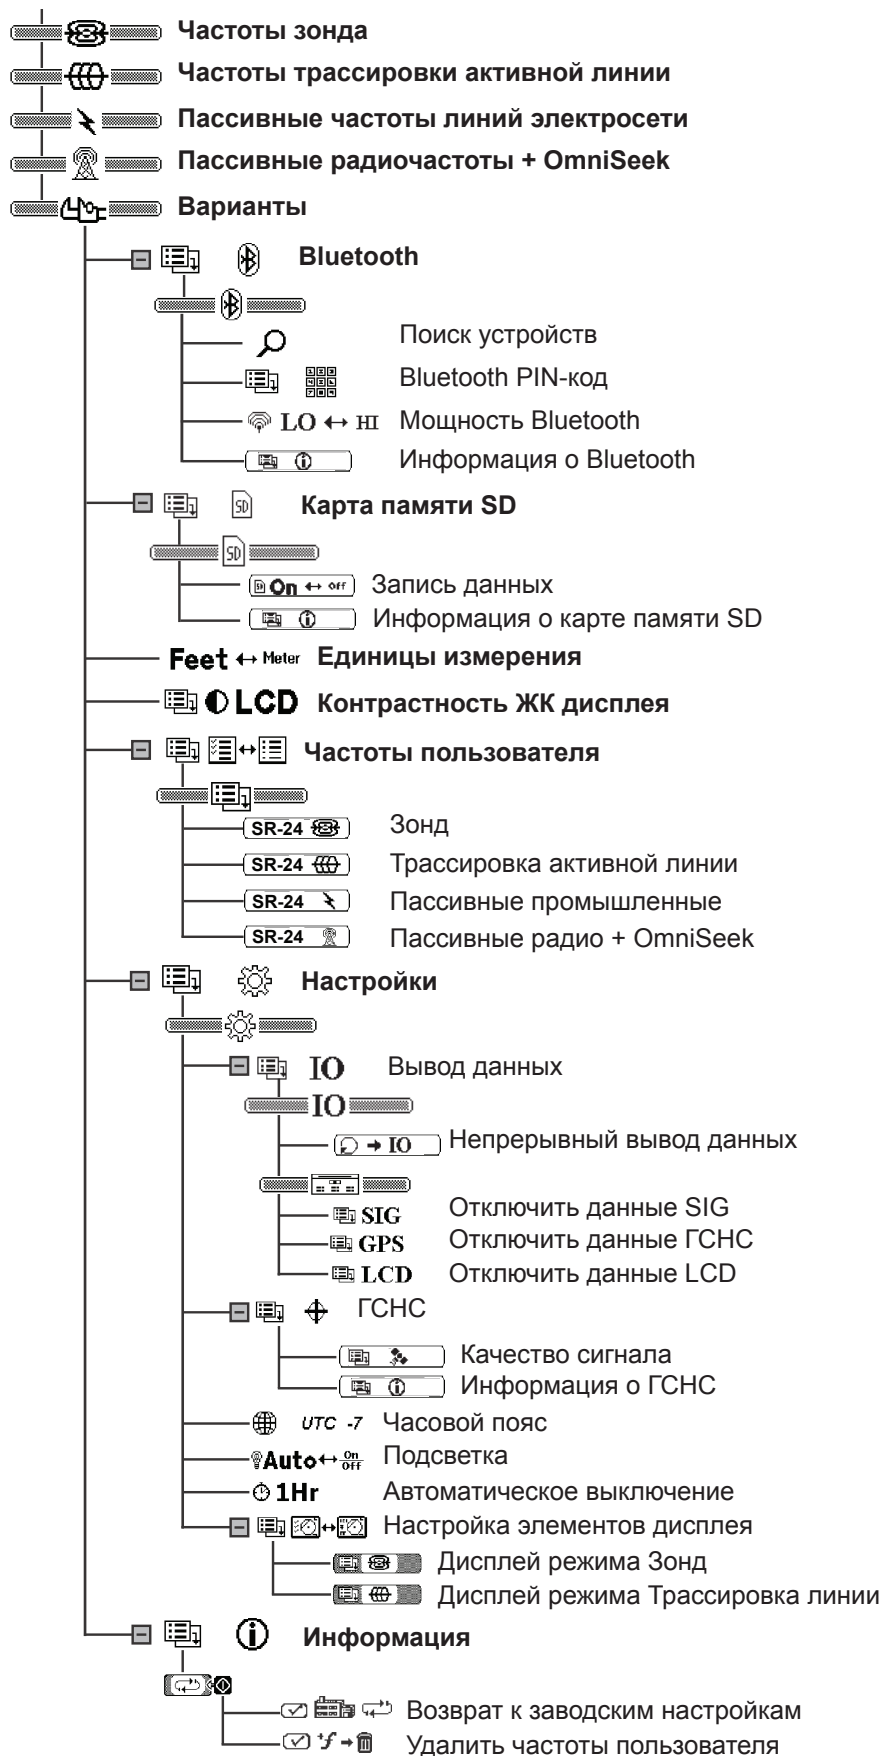 Частоты зонда
Частоты трассировки активной линии
Пассивные частоты линий электросети
Пассивные радиочастоты + OmniSeek
Варианты
Bluetooth
Поиск устройств
Bluetooth PIN-код
LO ↔ HI Мощность Bluetooth
Информация о Bluetooth
SD Карта памяти SD
SD
On ↔ Off Запись данных
Информация о карте памяти SD
Feet ↔ Meter Единицы измерения
LCD Контрастность ЖК дисплея
Частоты пользователя
SR-24 Зонд
SR-24 Трассировка активной линии
SR-24 Пассивные промышленные
SR-24 Пассивные радио + OmniSeek
Настройки
IO Вывод данных
IO
→ IO Непрерывный вывод данных
SIG Отключить данные SIG
GPS Отключить данные ГСНС
LCD Отключить данные LCD
ГСНС
Качество сигнала
Информация о ГСНС
UTC -7 Часовой пояс
Auto ↔ On Off Подсветка
1Hr Автоматическое выключение
Настройка элементов дисплея
Дисплей режима Зонд
Дисплей режима Трассировка линии
Информация
Возврат к заводским настройкам
+f → Удалить частоты пользователя